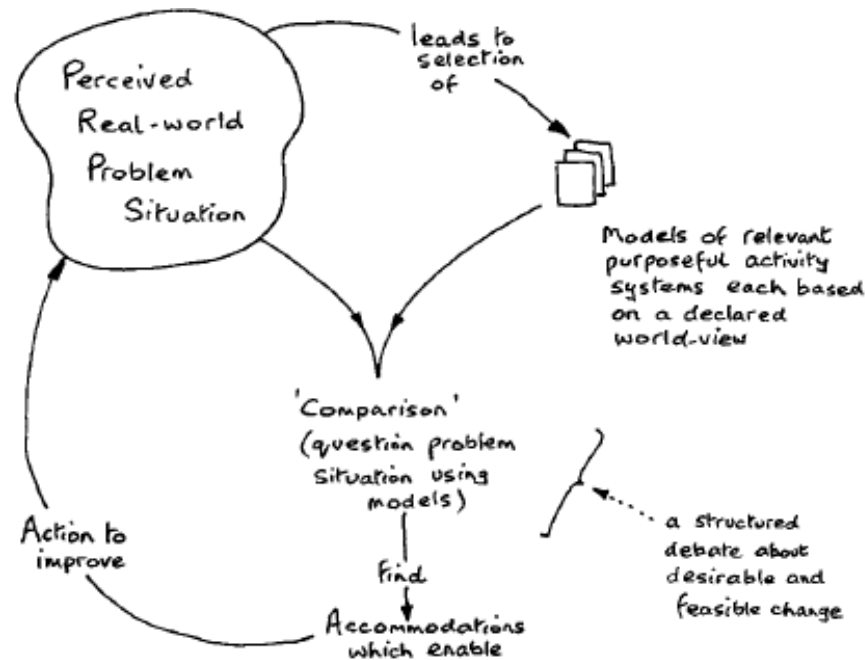 Perceived
Real-world
Problem
Situation
leads to
selection
of
Models of relevant
purposeful activity
systems each based
on a declared
world-view
'Comparison'
(question problem
situation using
models)
find
Accommodations
which enable
Action to
improve
a structured
debate about
desirable and
feasible change